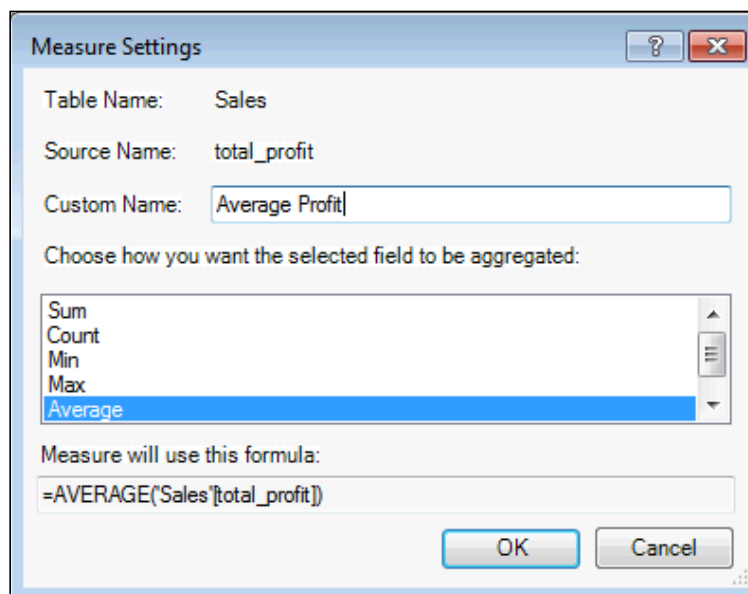 Measure Settings
Table Name: Sales
Source Name: total_profit
Custom Name: Average Profit
Choose how you want the selected field to be aggregated:
Sum
Count
Min
Max
Average
Measure will use this formula:
=AVERAGE('Sales'[total_profit])
OK Cancel